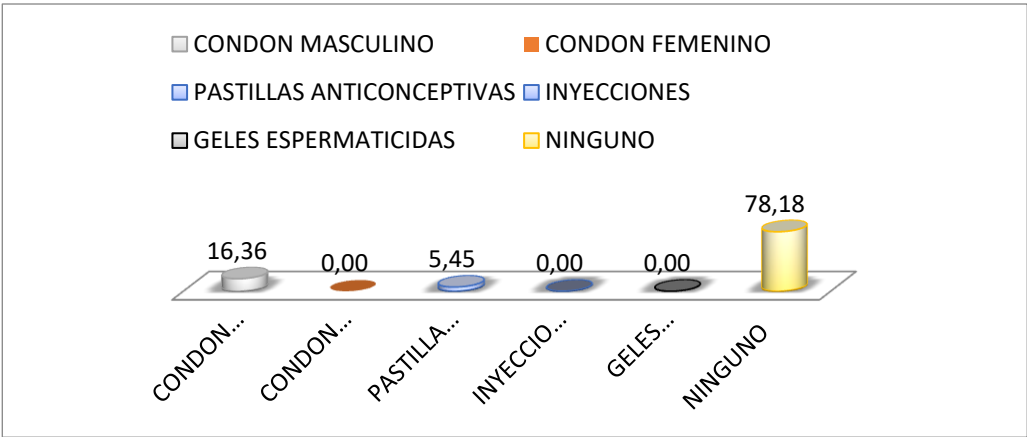 CONDON MASCULINO
CONDON FEMENINO
PASTILLAS ANTICONCEPTIVAS
INYECCIONES
GELES ESPERMATICIDAS
NINGUNO
16,36
0,00
5,45
0,00
0,00
78,18
CONDON...
CONDON...
PASTILLA...
INYECCIO...
GELES...
NINGUNO